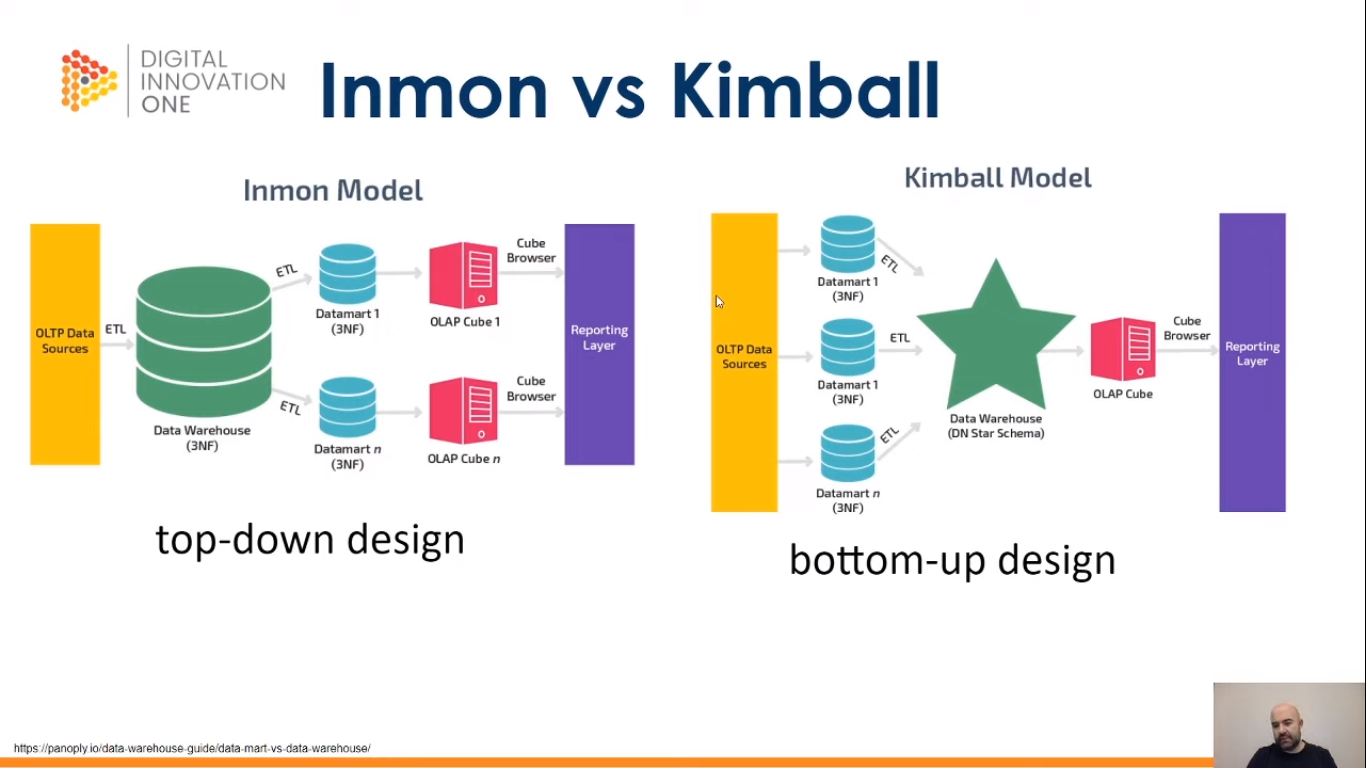 DIGITAL
INNOVATION
ONE
Inmon vs Kimball
Inmon Model
OLTP Data
Sources
ETL
Data Warehouse
(3NF)
ETL
ETL
Datamart 1
(3NF)
Datamart n
(3NF)
OLAP Cube 1
OLAP Cube n
Cube
Browser
Cube
Browser
Reporting
Layer
top-down design
Kimball Model
OLTP Data
Sources
Datamart 1
(3NF)
Datamart 1
(3NF)
Datamart n
(3NF)
ETL
ETL
ETL
Data Warehouse
(DN Star Schema)
OLAP Cube
Cube
Browser
Reporting
Layer
bottom-up design
https://panoply.io/data-warehouse-guide/data-mart-vs-data-warehouse/